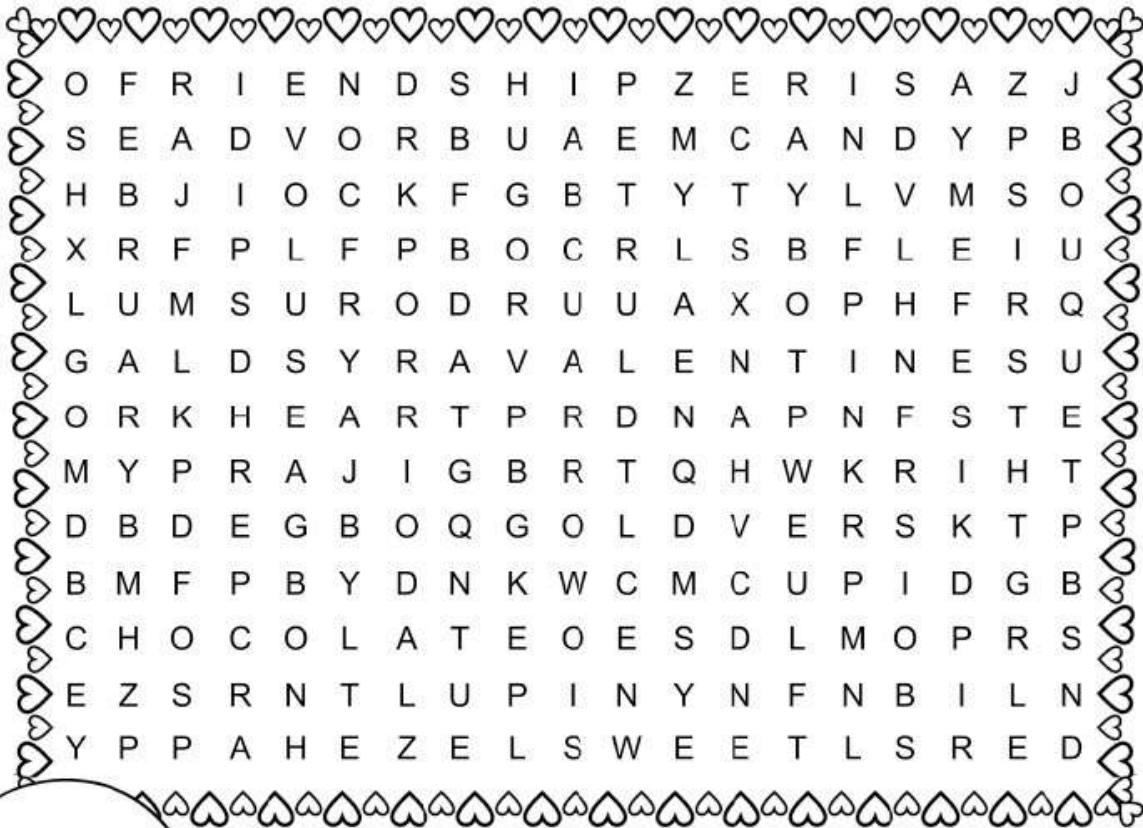 O F R I E N D S H I P Z E R I S A Z J
S E A D V O R B U A E M C A N D Y P B
H B J I O C K F G B T Y T Y L V M S O
X R F P L F P B O C R L S B F L E I U
L U M S U R O D R U U A X O P H F R Q
G A L D S Y R A V A L E N T I N E S U
O R K H E A R T P R D N A P N F S T E
M Y P R A J I G B R T Q H W K R I H T
D B D E G B O Q G O L D V E R S K T P
B M F P B Y D N K W C M C U P I D G B
C H O C O L A T E O E S D L M O P R S
E Z S R N T L U P I N Y N F N B I L N
Y P P A H E Z E L S W E E T L S R E D